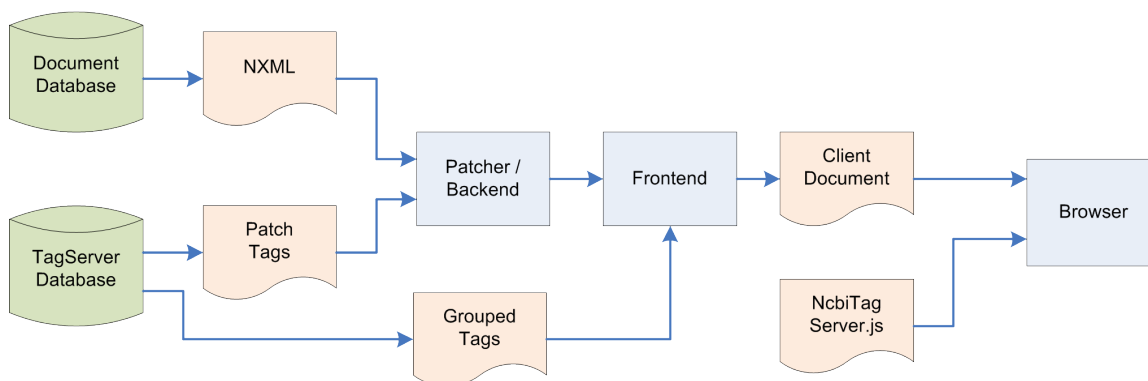 Document
Database
NXML
Patcher /
Backend
Frontend
Client
Document
Browser
TagServer
Database
Patch
Tags
Grouped
Tags
NcbiTag
Server.js